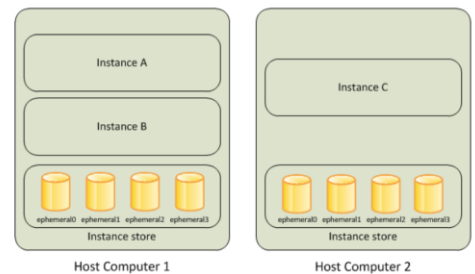 Instance A
Instance B
ephemeral0 ephemeral1 ephemeral2 ephemeral3
Instance store
Host Computer 1
Instance C
ephemeral0 ephemeral1 ephemeral2 ephemeral3
Instance store
Host Computer 2